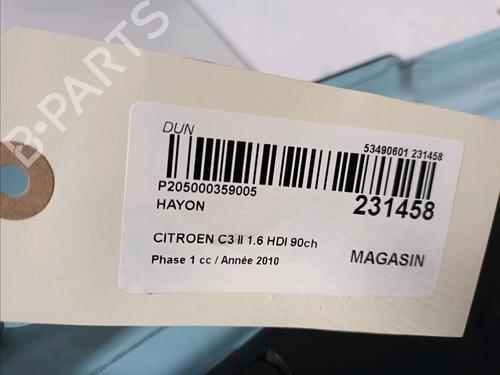 B-PARTS
DUN
53490601 231458
P205000359005
HAYON
231458
CITROEN C3 II 1.6 HDI 90ch
Phase 1 cc / Année 2010
MAGASIN